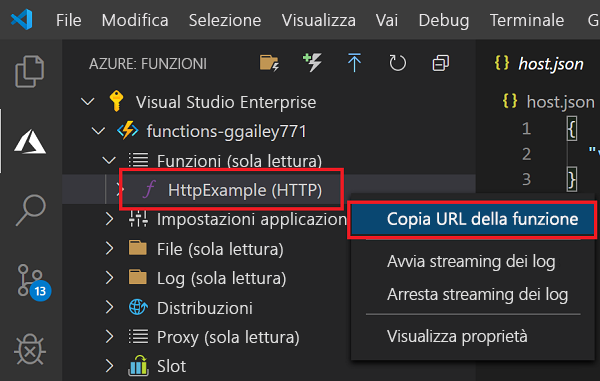 File Modifica Selezione Visualizza Vai Debug Terminale
AZURE: FUNZIONI
Visual Studio Enterprise
functions-ggailey771
Funzioni (sola lettura)
HttpExample (HTTP)
Impostazioni applicazion
File (sola lettura)
Log (sola lettura)
Distribuzioni
Proxy (sola lettura)
Slot
13
{} host.json
{} host.json
1 {
2 "v
3 }
Copia URL della funzione
Avvia streaming dei log
Arresta streaming dei log
Visualizza proprietà